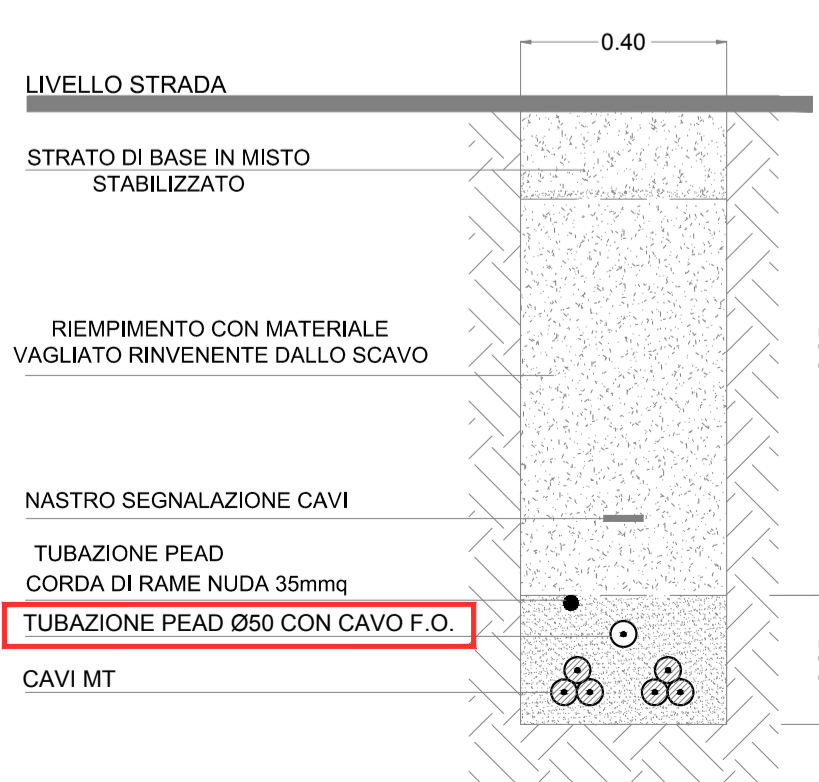 0.40
LIVELLO STRADA
STRATO DI BASE IN MISTO
STABILIZZATO
RIEMPIMENTO CON MATERIALE
VAGLIATO RINVENENTE DALLO SCAVO
NASTRO SEGNALAZIONE CAVI
TUBAZIONE PEAD
CORDA DI RAME NUDA 35mmq
TUBAZIONE PEAD Ø50 CON CAVO F.O.
CAVI MT